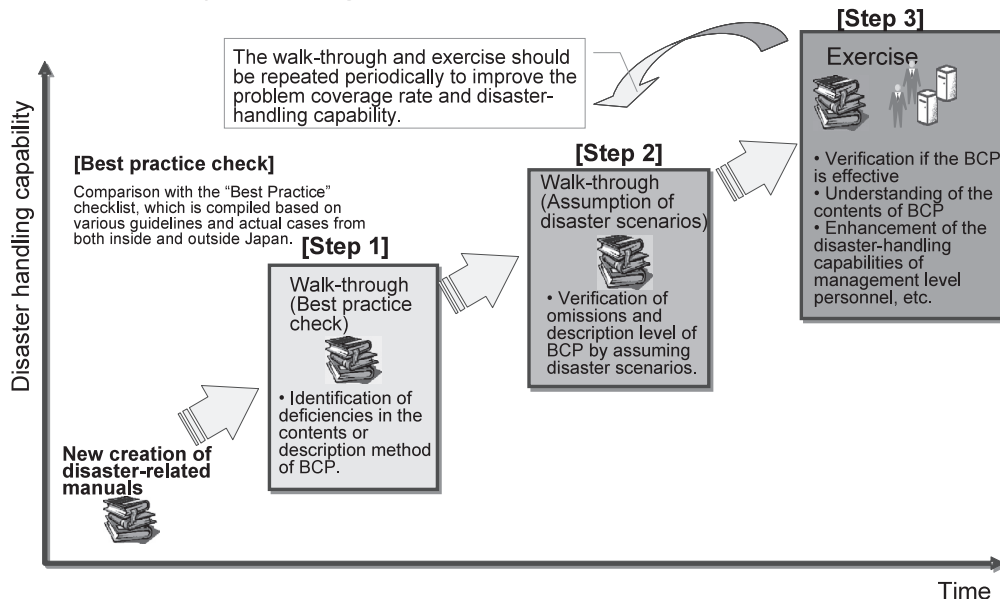 [Step 3]
Exercise
• Verification if the BCP
is effective
• Understanding of the
contents of BCP
• Enhancement of the
disaster-handling
capabilities of
management level
personnel, etc.
The walk-through and exercise should
be repeated periodically to improve the
problem coverage rate and disaster-
handling capability.
[Step 2]
Walk-through
(Assumption of
disaster scenarios)
• Verification of
omissions and
description level of
BCP by assuming
disaster scenarios.
[Best practice check]
Comparison with the “Best Practice”
checklist, which is compiled based on
various guidelines and actual cases from
both inside and outside Japan.
[Step 1]
Walk-through
(Best practice
check)
• Identification of
deficiencies in the
contents or
description method
of BCP.
New creation of
disaster-related
manuals
Disaster handling capability
Time